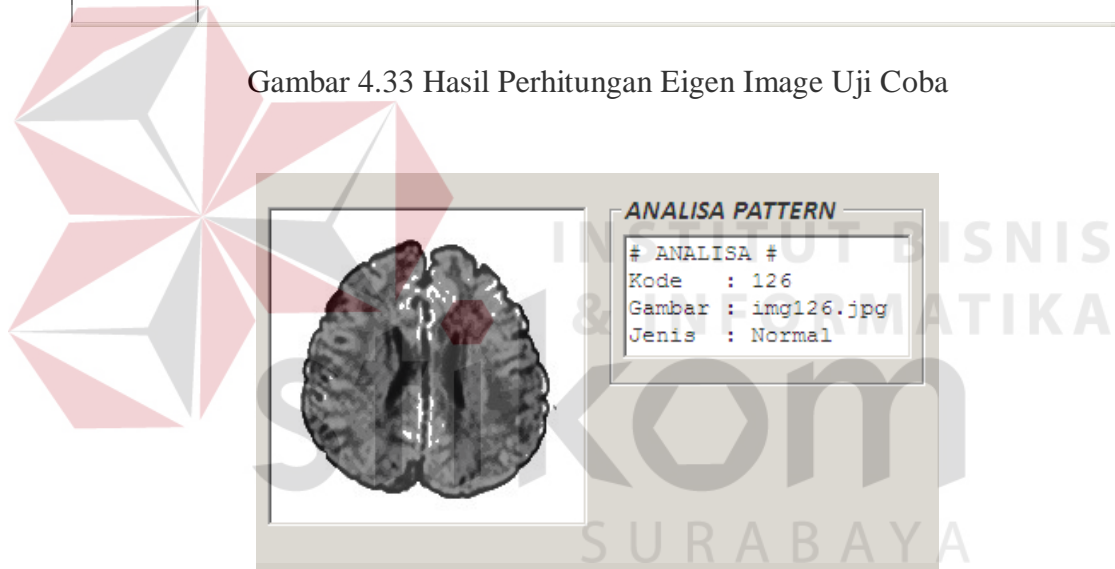 Gambar 4.33 Hasil Perhitungan Eigen Image Uji Coba
ANALISA PATTERN
# ANALISA #
Kode : 126
Gambar : img126.jpg
Jenis : Normal
INSTITUT BISNIS
& INFORMATIKA
stikom
SURABAYA